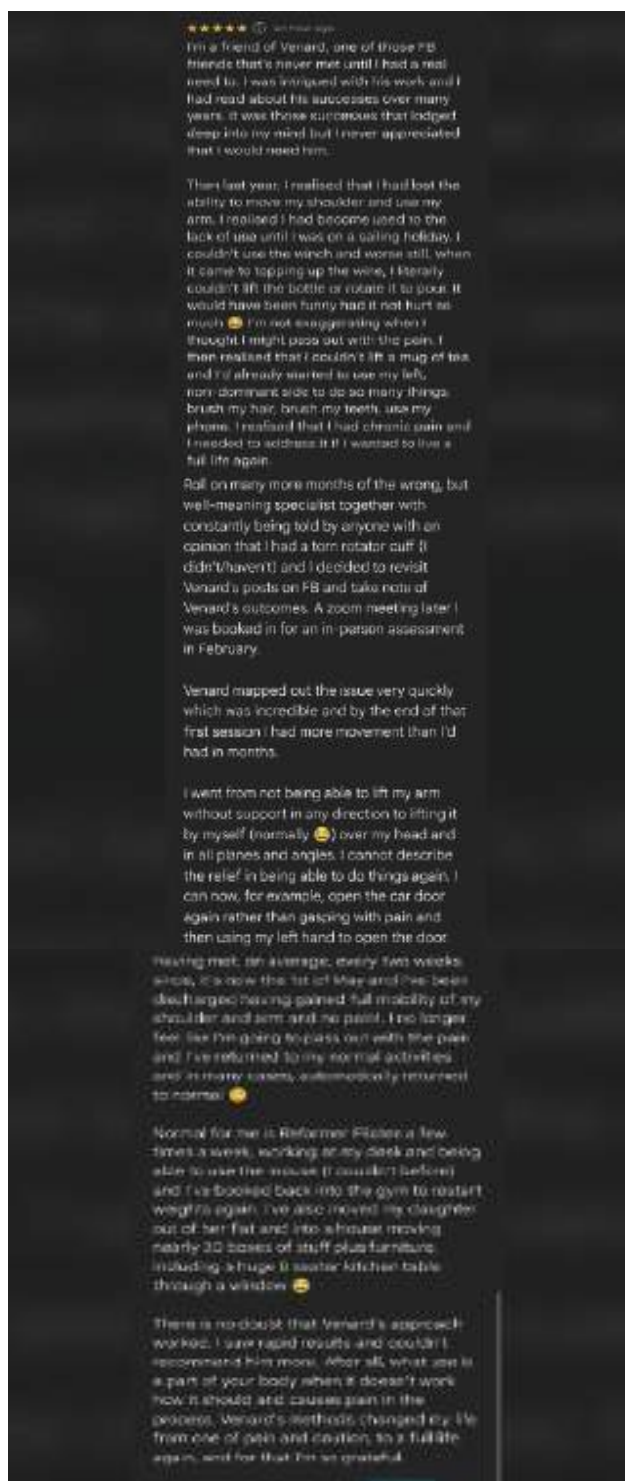 an hour ago
I'm a friend of Venard, one of those FB
friends that's never met until I had a real
need to. I was intrigued with his work and I
had read about his successes over many
years. It was those successes that lodged
deep into my mind but I never appreciated
that I would need him.
Then last year, I realised that I had lost the
ability to move my shoulder and use my
arm. I realised I had become used to the
lack of use until I was on a sailing holiday. I
couldn't use the winch and worse still, when
it came to topping up the wine, I literally
couldn't lift the bottle or rotate it to pour. It
would have been funny had it not hurt so
much 😂 I'm not exaggerating when I
thought I might pass out with the pain. I
then realised that I couldn't lift a mug of tea
and I'd already started to use my left,
non-dominant side to do so many things:
brush my hair, brush my teeth, use my
phone. I realised that I had chronic pain and
I needed to address it if I wanted to live a
full life again.
Roll on many more months of the wrong, but
well-meaning specialist together with
constantly being told by anyone with an
opinion that I had a torn rotator cuff (I
didn't/haven't) and I decided to revisit
Venard's posts on FB and take note of
Venard's outcomes. A zoom meeting later I
was booked in for an in-person assessment
in February.
Venard mapped out the issue very quickly
which was incredible and by the end of that
first session I had more movement than I'd
had in months.
I went from not being able to lift my arm
without support in any direction to lifting it
by myself (normally 😂) over my head and
in all planes and angles. I cannot describe
the relief in being able to do things again. I
can now, for example, open the car door
again rather than gasping with pain and
then using my left hand to open the door.
Having met, on average, every two weeks
since, it's now the 1st of May and I've been
discharged having gained full mobility of my
shoulder and arm and no pain!. I no longer
feel like I'm going to pass out with the pain
and I've returned to my normal activities
and in many cases, automatically returned
to normal
Normal for me is Reformer Pilates a few
times a week, working at my desk and being
able to use the mouse (I couldn't before)
and I've booked back into the gym to restart
weights again. I've also moved my daughter
out of her flat and into a house moving
nearly 30 boxes of stuff plus furniture
including a huge 8 seater kitchen table
through a window 😅
There is no doubt that Venard's approach
worked. I saw rapid results and couldn't
recommend him more. After all, what use is
a part of your body when it doesn't work
how it should and causes pain in the
process. Venard's methods changed my life
from one of pain and caution, to a full life
again, and for that I'm so grateful.